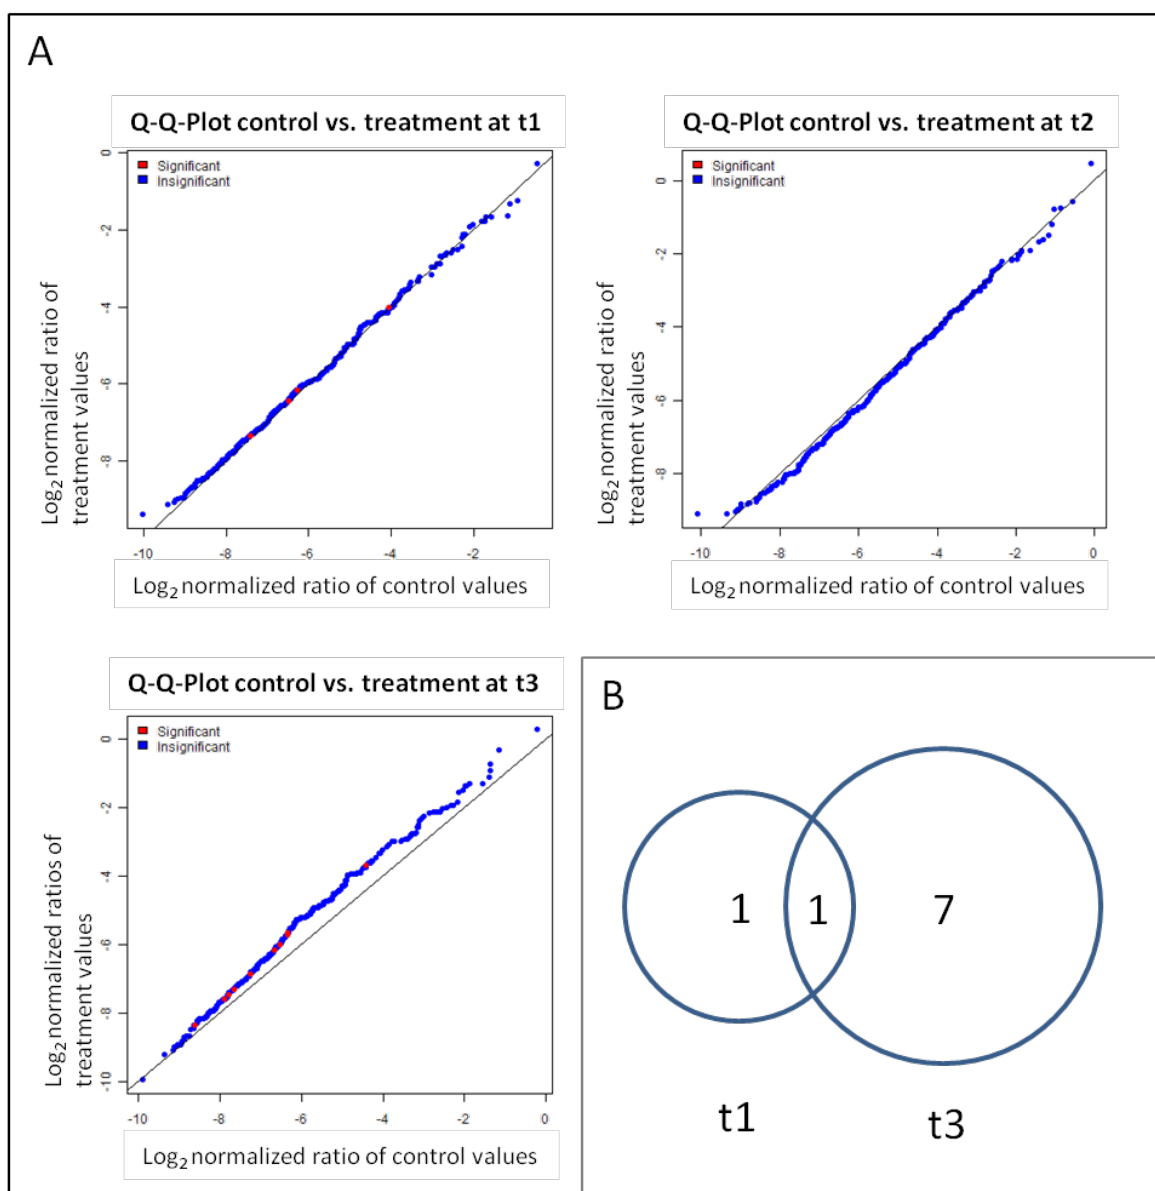 A
Q-Q-Plot control vs. treatment at t1
Significant
Insignificant
Log2 normalized ratio of
treatment values
0
-2
-4
-6
-8
-10
-8
-6
-4
-2
Log2 normalized ratio of control values
Q-Q-Plot control vs. treatment at t2
Significant
Insignificant
Log2 normalized ratio of
treatment values
0
-2
-4
-6
-8
-10
-8
-6
-4
-2
0
Log2 normalized ratio of control values
Q-Q-Plot control vs. treatment at t3
Significant
Insignificant
Log2 normalized ratios of
treatment values
0
-2
-4
-6
-8
-10
-10
-8
-6
-4
-2
0
Log2 normalized ratio of control values
B
1
1
7
t1
t3